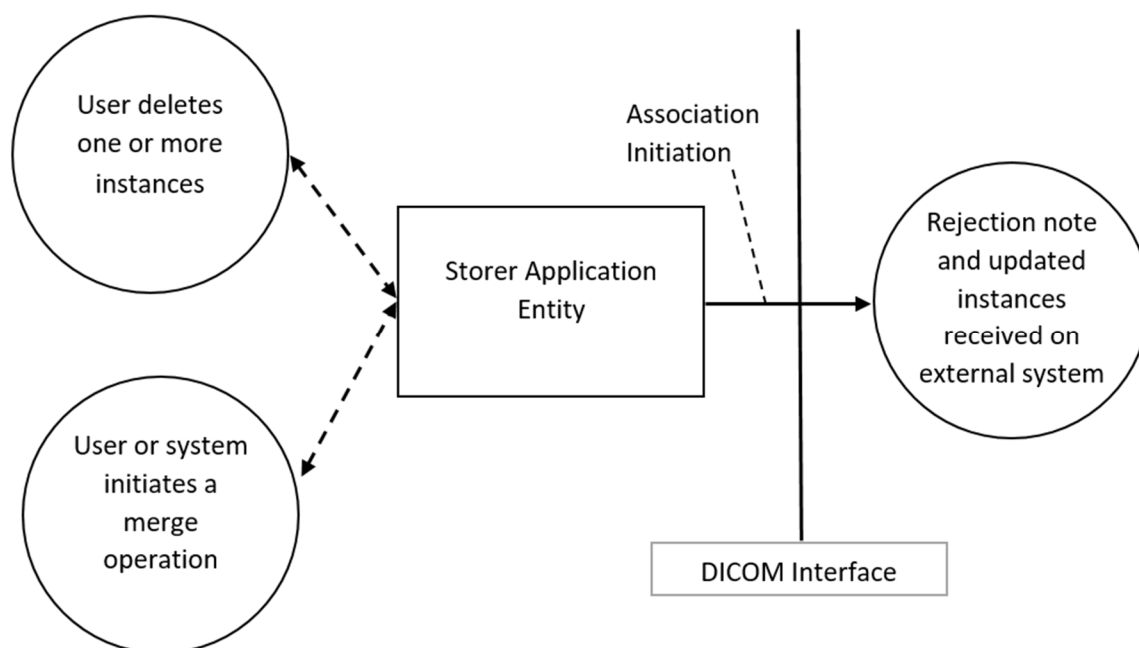 User deletes
one or more
instances
Association
Initiation
Storer Application
Entity
Rejection note
and updated
instances
received on
external system
User or system
initiates a
merge
operation
DICOM Interface